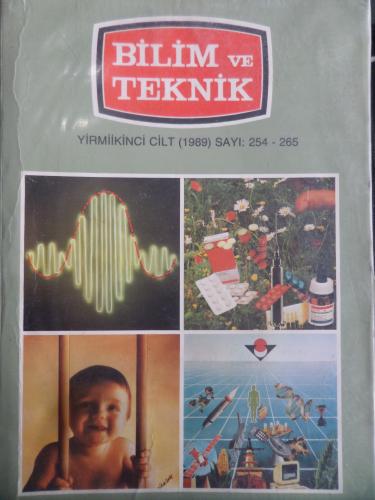 BİLİM VE
TEKNİK
YİRMİİKİNCİ CİLT (1989) SAYI: 254 - 265